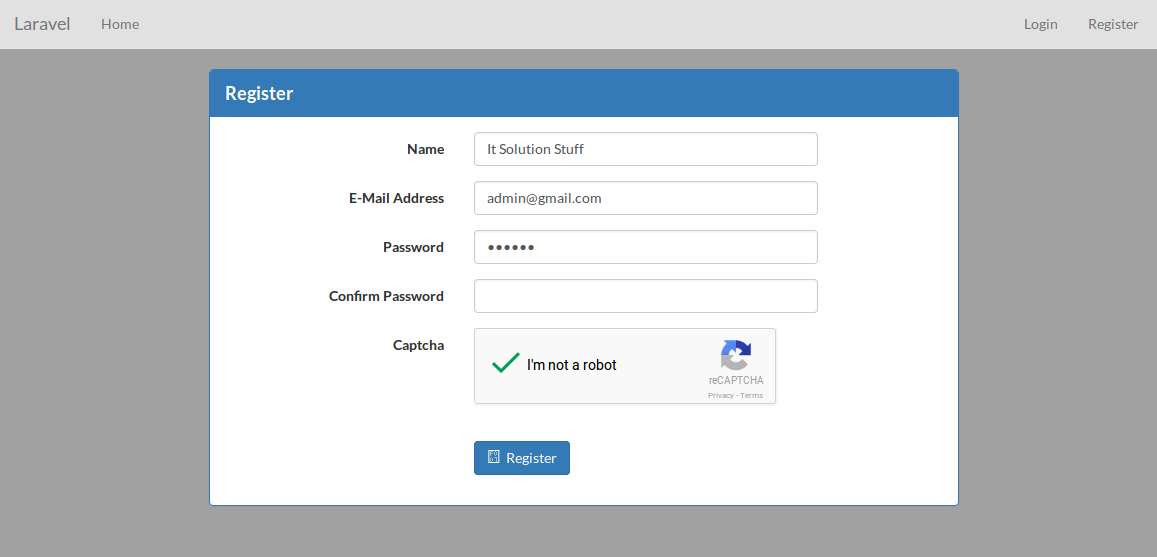 Laravel Home Login Register
Register
Name It Solution Stuff
E-Mail Address admin@gmail.com
Password ••••••
Confirm Password
Captcha
I'm not a robot
reCAPTCHA
Privacy - Terms
Register